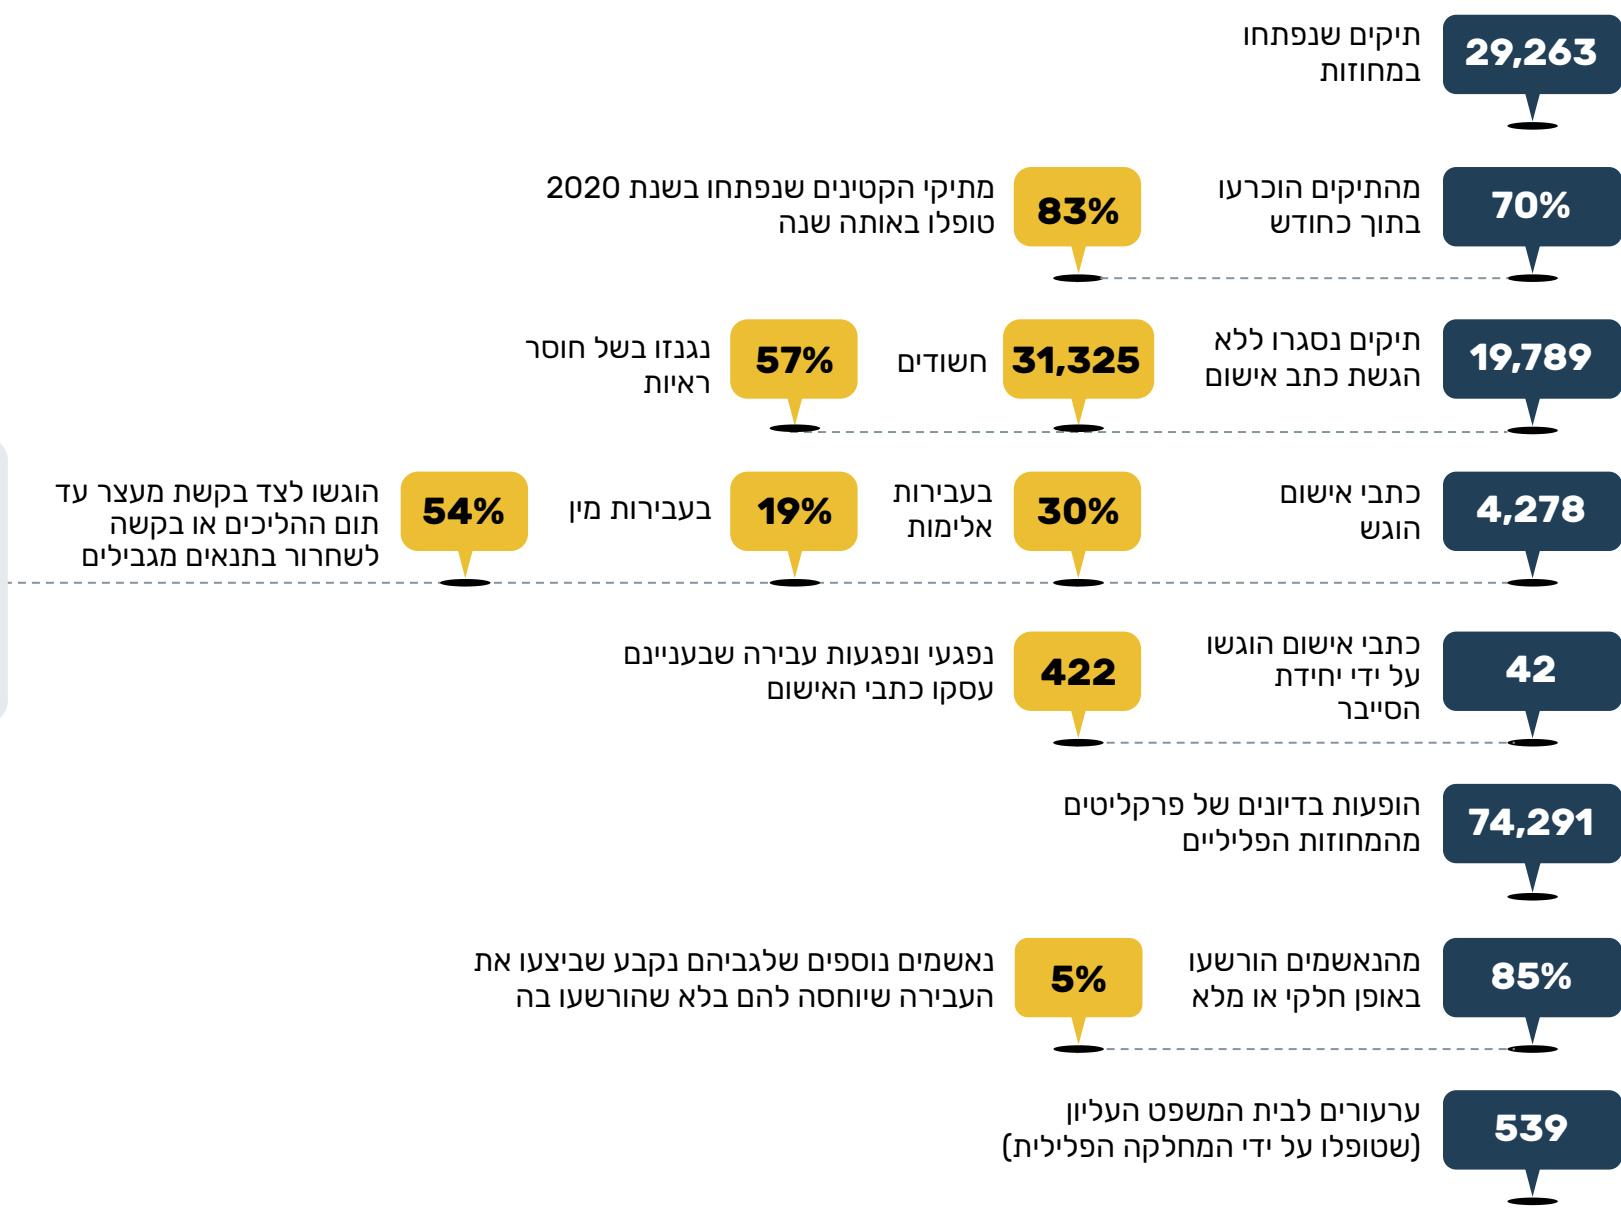 29,263
תיקים שנפתחו
במחוזות
70%
מהתיקים הוכרעו
בתוך כחודש
83%
מתיקי הקטינים שנפתחו בשנת 2020
טופלו באותה שנה
19,789
תיקים נסגרו ללא
הגשת כתב אישום
31,325
חשודים
57%
נגנזו בשל חוסר
ראיות
4,278
כתבי אישום
הוגש
30%
בעבירות
אלימות
19%
בעבירות מין
54%
הוגשו לצד בקשת מעצר עד
תום ההליכים או בקשה
לשחרור בתנאים מגבילים
42
כתבי אישום הוגשו
על ידי יחידת
הסייבר
422
נפגעי ונפגעות עבירה שבעניינם
עסקו כתבי האישום
74,291
הופעות בדיונים של פרקליטים
מהמחוזות הפליליים
85%
מהנאשמים הורשעו
באופן חלקי או מלא
5%
נאשמים נוספים שלגביהם נקבע שביצעו את
העבירה שיוחסה להם בלא שהורשעו בה
539
ערעורים לבית המשפט העליון
(שטופלו על ידי המחלקה הפלילית)